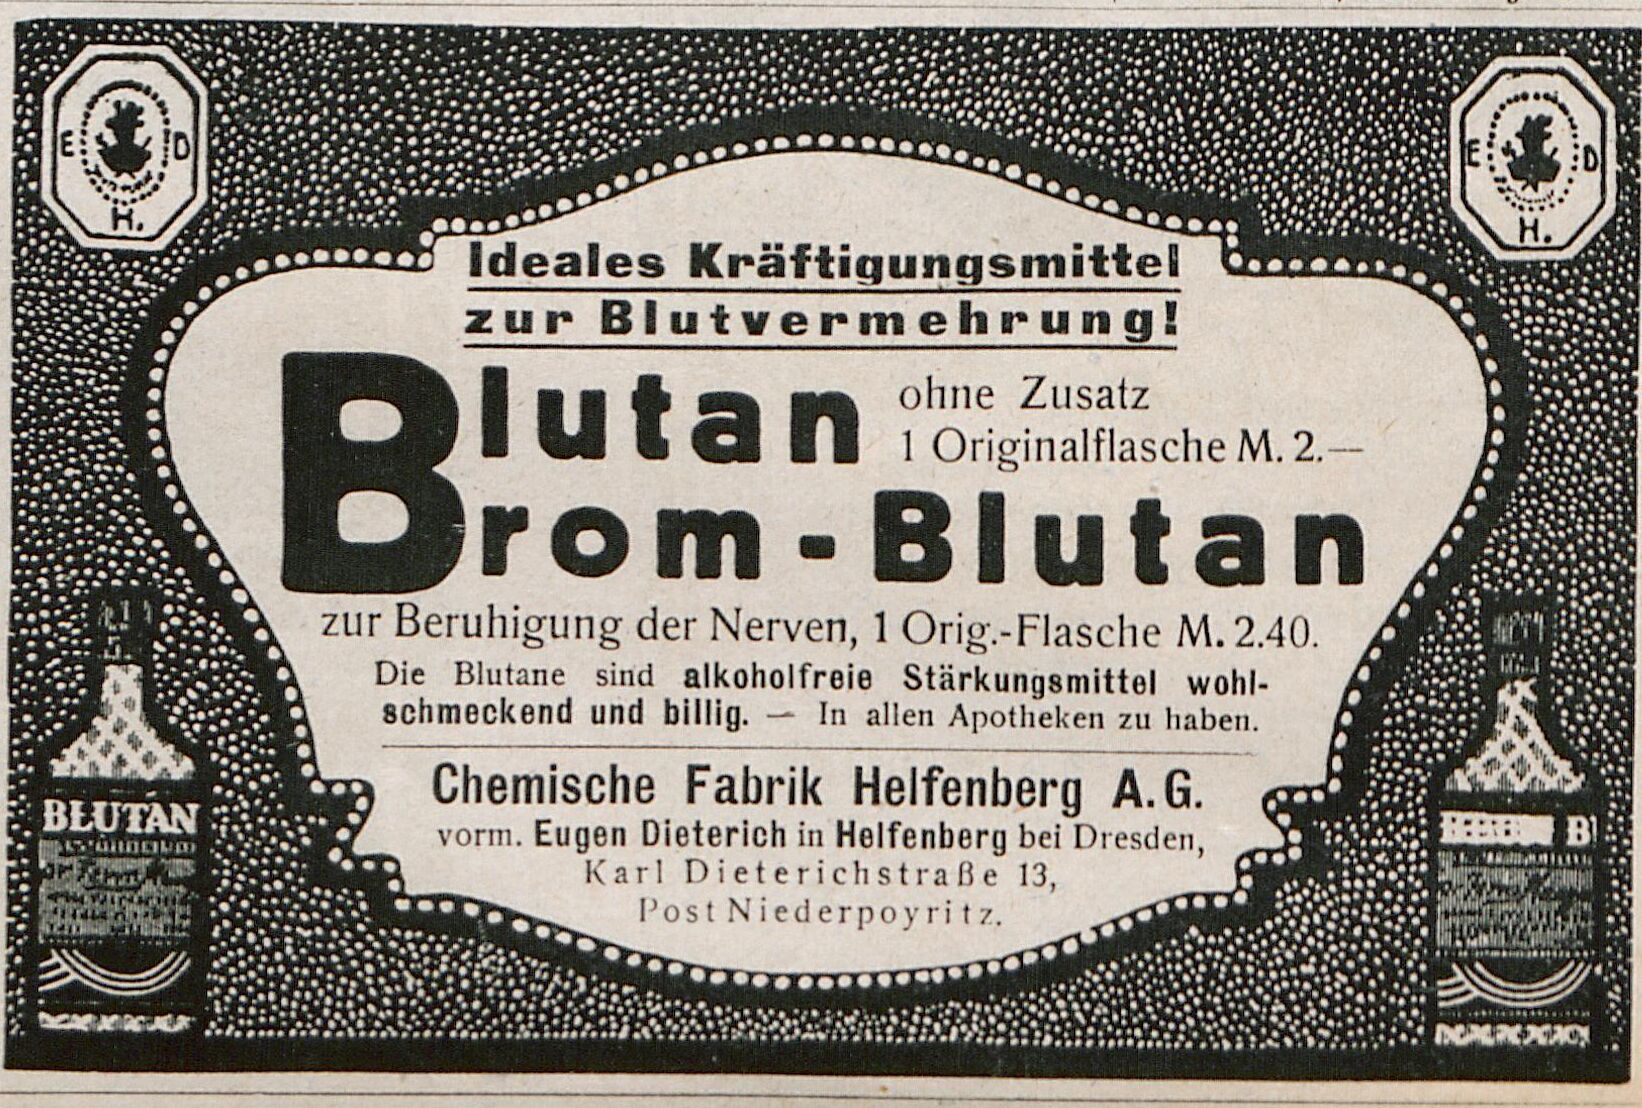 E D
H.
E D
H.
Ideales Kräftigungsmittel
zur Blutvermehrung!
Blutan ohne Zusatz
1 Originalflasche M. 2.—
Brom-Blutan
zur Beruhigung der Nerven, 1 Orig.-Flasche M. 2.40.
Die Blutane sind alkoholfreie Stärkungsmittel wohl-
schmeckend und billig. — In allen Apotheken zu haben.
Chemische Fabrik Helfenberg A.G.
vorm. Eugen Dieterich in Helfenberg bei Dresden,
Karl Dieterichstraße 13,
Post Niederpoyritz.
BLUTAN
B